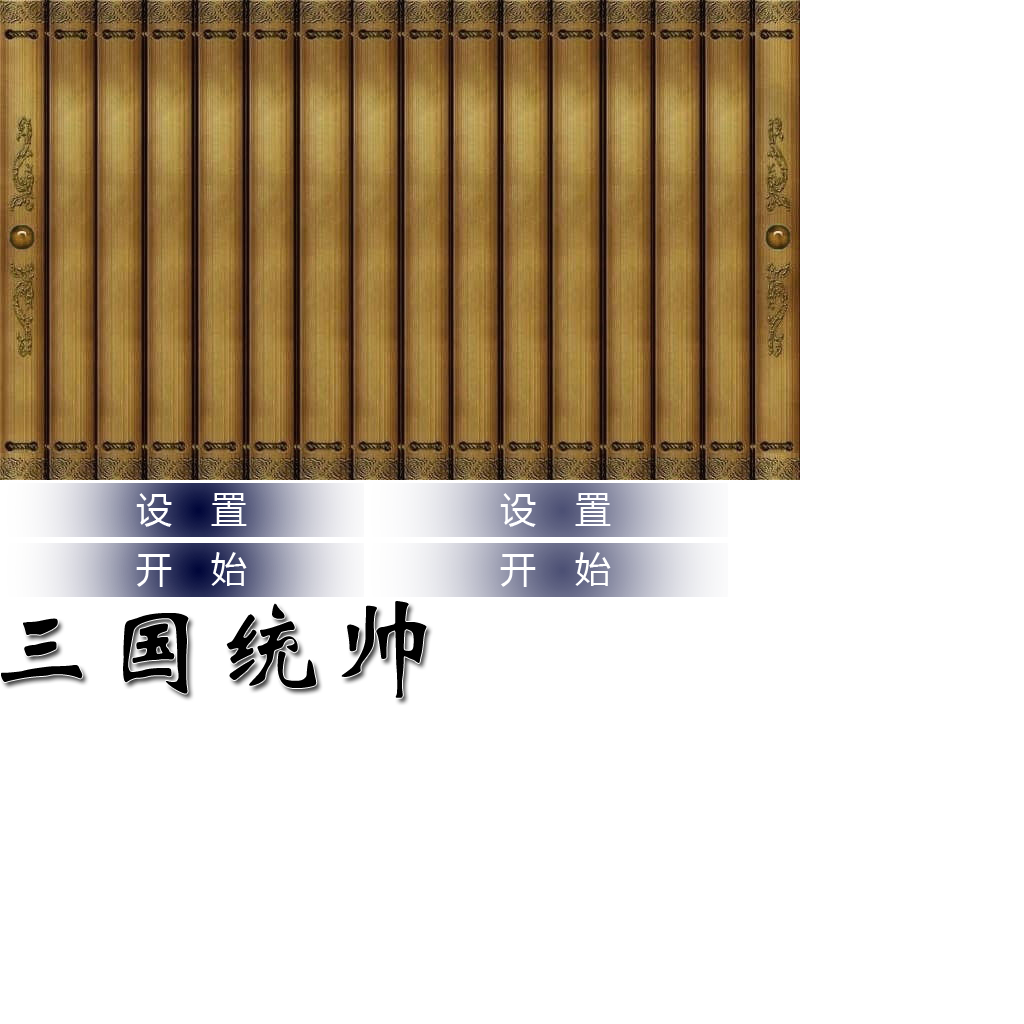 设 置 设 置
开 始 开 始
三国统帅